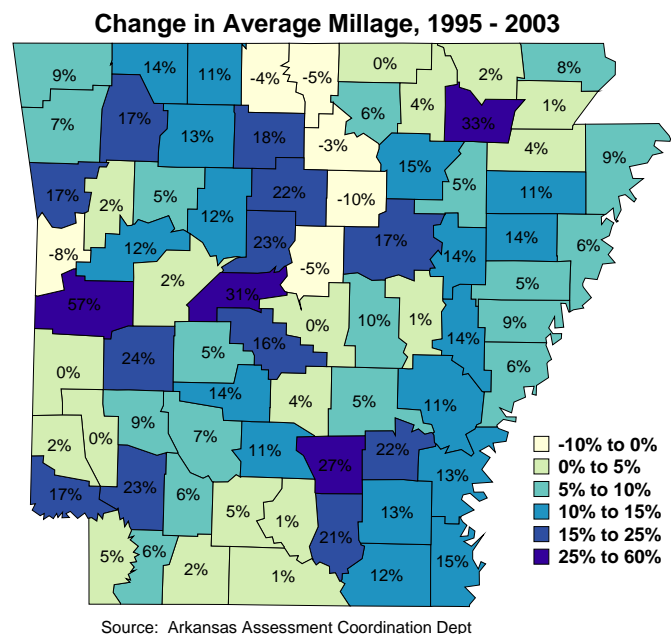 Change in Average Millage, 1995 - 2003
0%
9% 14% 11% -4% -5% 2% 8%
6% 4% 1%
7% 17% 13% 18% -3% 33%
4%
15% 9%
17% 2% 5% 22% -10% 5% 11%
12%
-8% 12% 23% 17% 14% 14% 6%
2% -5% 5%
57% 31% 0% 10% 1% 9%
16% 14%
0% 24% 5% 6%
14% 4% 5% 11%
2% 0% 9% 7% 11% 22%
27% 13%
17% 23% 6% 5% 1% 13%
21%
5% 6% 2% 1% 12% 15%
-10% to 0%
0% to 5%
5% to 10%
10% to 15%
15% to 25%
25% to 60%
Source: Arkansas Assessment Coordination Dept